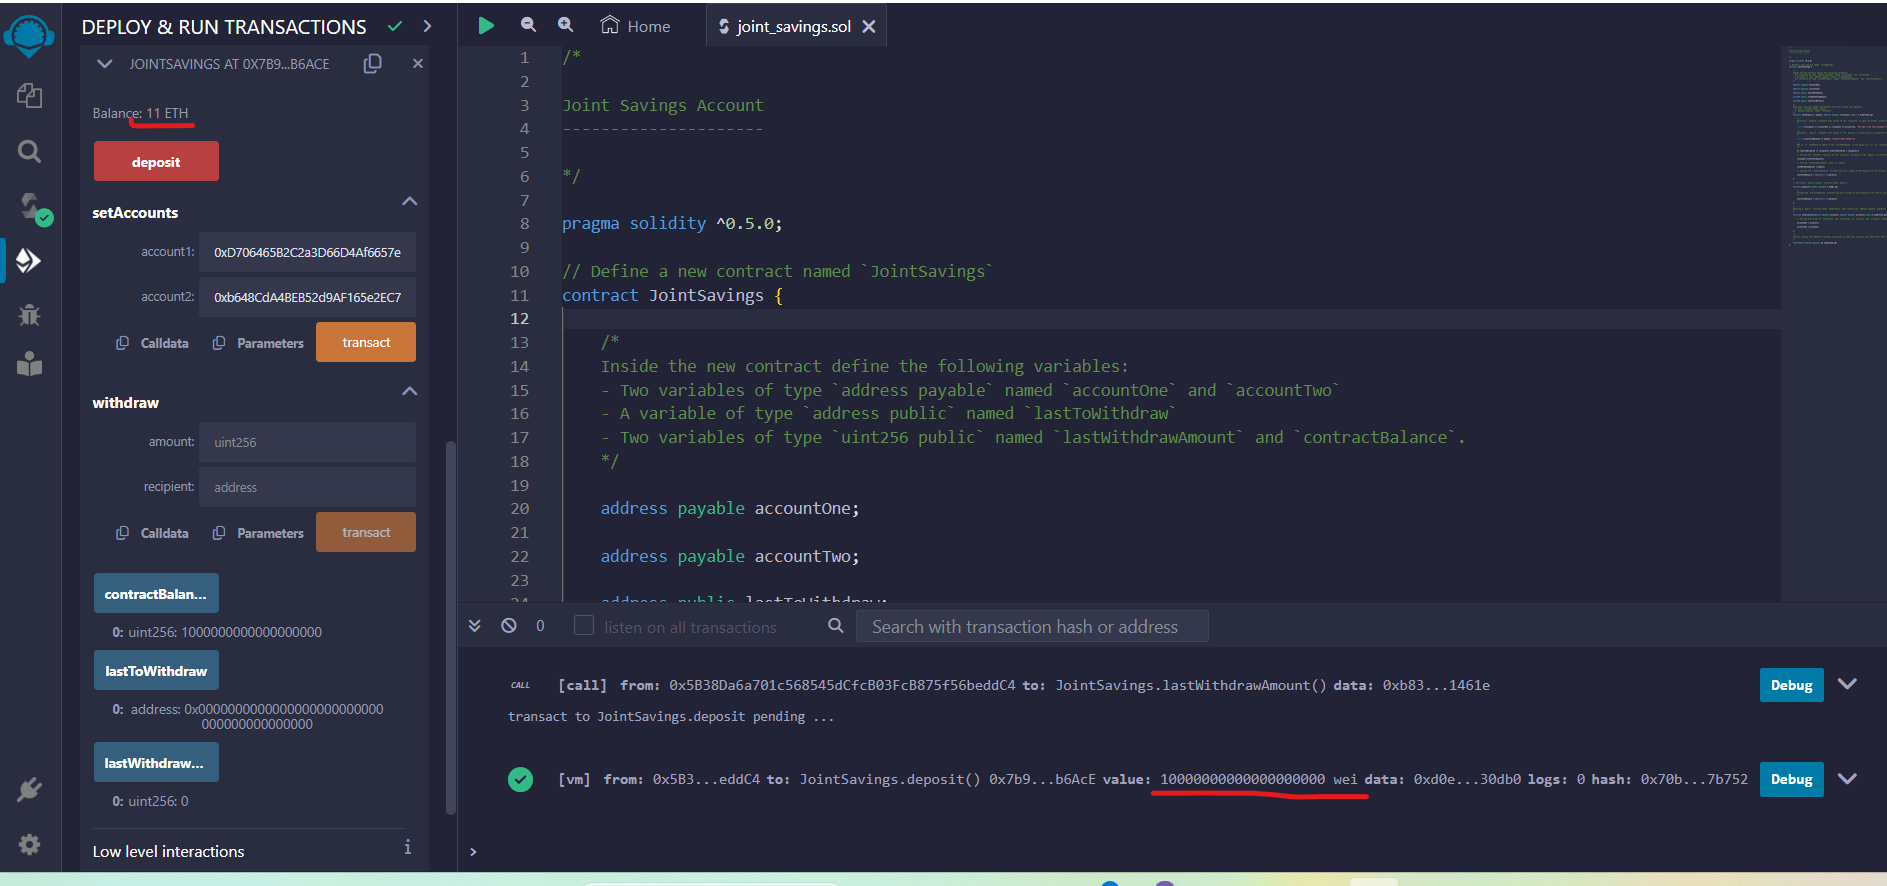 DEPLOY & RUN TRANSACTIONS
JOINTSAVINGS AT 0X7B9...B6ACE
Balance: 11 ETH
deposit
setAccounts
account1: 0xD706465B2C2a3D66D4Af6657e
account2: 0xb648CdA4BEB52d9AF165e2EC7
Calldata Parameters transact
withdraw
amount: uint256
recipient: address
Calldata Parameters transact
contractBalan...
0: uint256: 1000000000000000000
lastToWithdraw
0: address: 0x00000000000000000000000000
00000000000000
lastWithdraw...
0: uint256: 0
Low level interactions i
Home joint_savings.sol
1 /*
2
3 Joint Savings Account
4 ---------------------
5
6 */
7
8 pragma solidity ^0.5.0;
9
10 // Define a new contract named `JointSavings`
11 contract JointSavings {
12
13 /*
14 Inside the new contract define the following variables:
15 - Two variables of type `address payable` named `accountOne` and `accountTwo`
16 - A variable of type `address public` named `lastToWithdraw`
17 - Two variables of type `uint256 public` named `lastWithdrawAmount` and `contractBalance`.
18 */
19
20 address payable accountOne;
21
22 address payable accountTwo;
23
24 address public lastToWithdraw;
0 listen on all transactions Search with transaction hash or address
CALL [call] from: 0x5B38Da6a701c568545dCfcB03FcB875f56beddC4 to: JointSavings.lastWithdrawAmount() data: 0xb83...1461e Debug
transact to JointSavings.deposit pending ...
[vm] from: 0x5B3...eddC4 to: JointSavings.deposit() 0x7b9...b6AcE value: 10000000000000000000 wei data: 0xd0e...30db0 logs: 0 hash: 0x70b...7b752 Debug
>